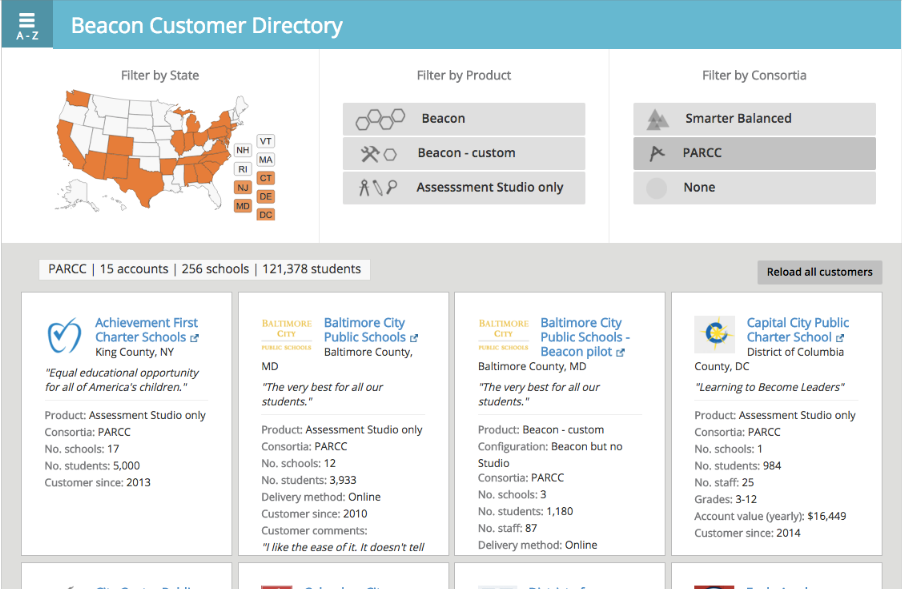 A - Z
Beacon Customer Directory
Filter by State
VT
NH
MA
RI
CT
NJ
DE
MD
DC
Filter by Product
Beacon
Beacon - custom
Assesssment Studio only
Filter by Consortia
Smarter Balanced
PARCC
None
PARCC | 15 accounts | 256 schools | 121,378 students
Reload all customers
Achievement First
Charter Schools
King County, NY
"Equal educational opportunity
for all of America's children."
Product: Assessment Studio only
Consortia: PARCC
No. schools: 17
No. students: 5,000
Customer since: 2013
BALTIMORE
CITY
PUBLIC SCHOOLS
Baltimore City
Public Schools
Baltimore County,
MD
"The very best for all our
students."
Product: Assessment Studio only
Consortia: PARCC
No. schools: 12
No. students: 3,933
Delivery method: Online
Customer since: 2010
Customer comments:
"I like the ease of it. It doesn't tell
BALTIMORE
CITY
PUBLIC SCHOOLS
Baltimore City
Public Schools -
Beacon pilot
Baltimore County, MD
"The very best for all our
students."
Product: Beacon - custom
Configuration: Beacon but no
Studio
Consortia: PARCC
No. schools: 3
No. students: 1,180
No. staff: 87
Delivery method: Online
Capital City Public
Charter School
District of Columbia
County, DC
"Learning to Become Leaders"
Product: Assessment Studio only
Consortia: PARCC
No. schools: 1
No. students: 984
No. staff: 25
Grades: 3-12
Account value (yearly): $16,449
Customer since: 2014